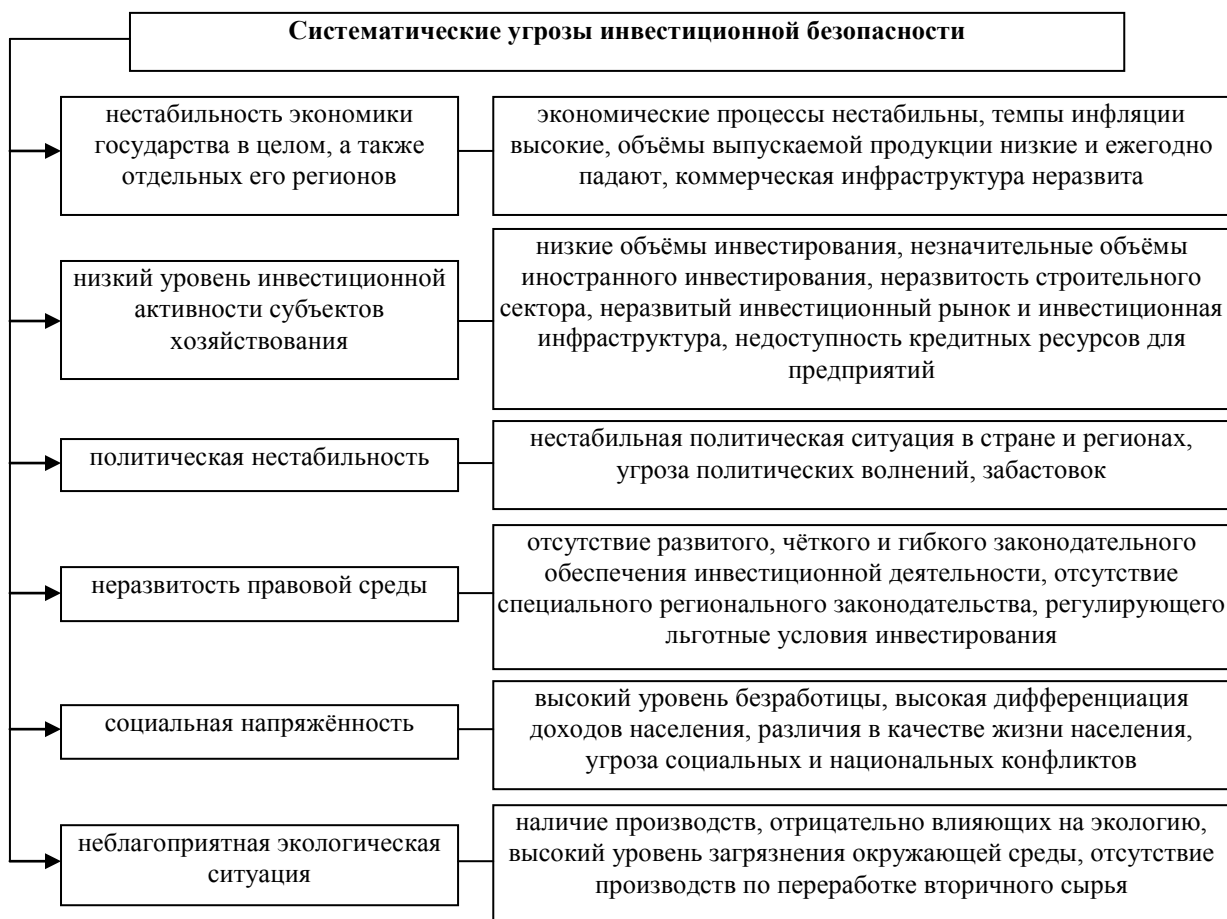 Систематические угрозы инвестиционной безопасности
нестабильность экономики
государства в целом, а также
отдельных его регионов
экономические процессы нестабильны, темпы инфляции
высокие, объёмы выпускаемой продукции низкие и ежегодно
падают, коммерческая инфраструктура неразвита
низкий уровень инвестиционной
активности субъектов
хозяйствования
низкие объёмы инвестирования, незначительные объёмы
иностранного инвестирования, неразвитость строительного
сектора, неразвитый инвестиционный рынок и инвестиционная
инфраструктура, недоступность кредитных ресурсов для
предприятий
политическая нестабильность
нестабильная политическая ситуация в стране и регионах,
угроза политических волнений, забастовок
неразвитость правовой среды
отсутствие развитого, чёткого и гибкого законодательного
обеспечения инвестиционной деятельности, отсутствие
специального регионального законодательства, регулирующего
льготные условия инвестирования
социальная напряжённость
высокий уровень безработицы, высокая дифференциация
доходов населения, различия в качестве жизни населения,
угроза социальных и национальных конфликтов
неблагоприятная экологическая
ситуация
наличие производств, отрицательно влияющих на экологию,
высокий уровень загрязнения окружающей среды, отсутствие
производств по переработке вторичного сырья